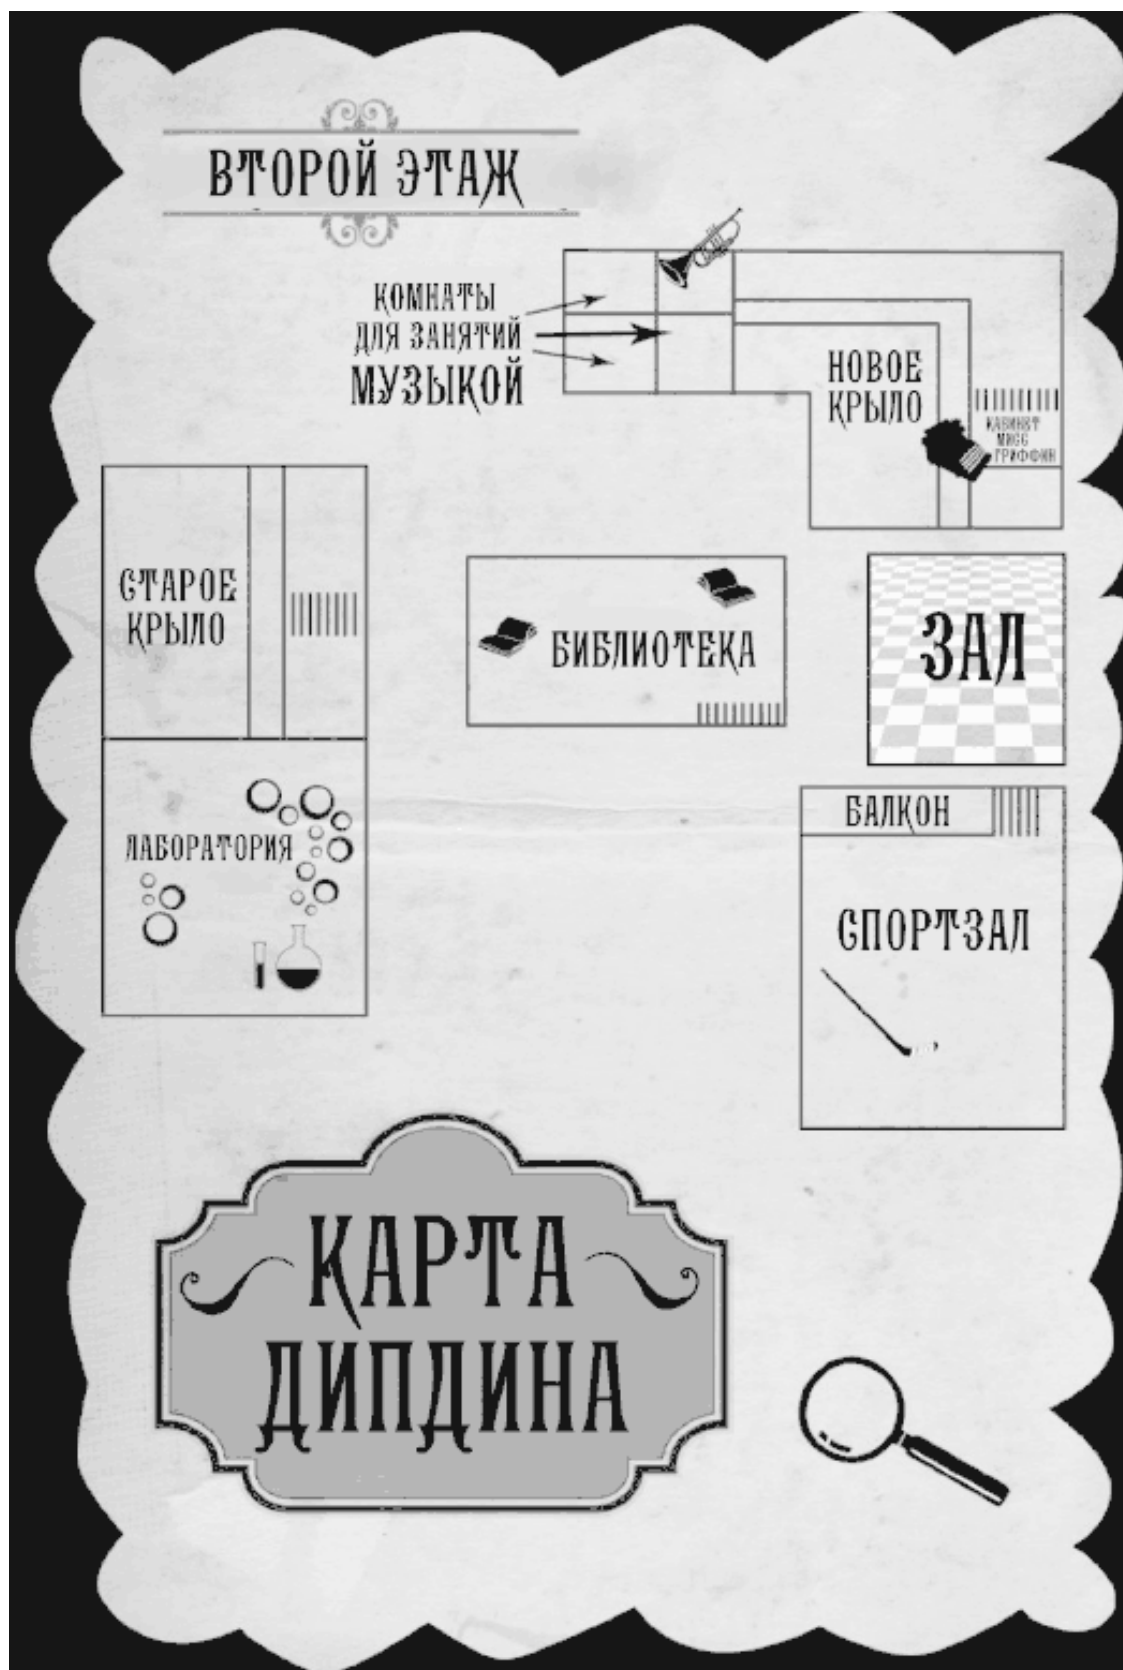 ВТОРОЙ ЭТАЖ
КОМНАТЫ
ДЛЯ ЗАНЯТИЙ
МУЗЫКОЙ
НОВОЕ
КРЫЛО
КАБИНЕТ
МИСС
ГРИФФИН
СТАРОЕ
КРЫЛО
БИБЛИОТЕКА
ЗАЛ
ЛАБОРАТОРИЯ
БАЛКОН
СПОРТЗАЛ
КАРТА
ДИПДИНА